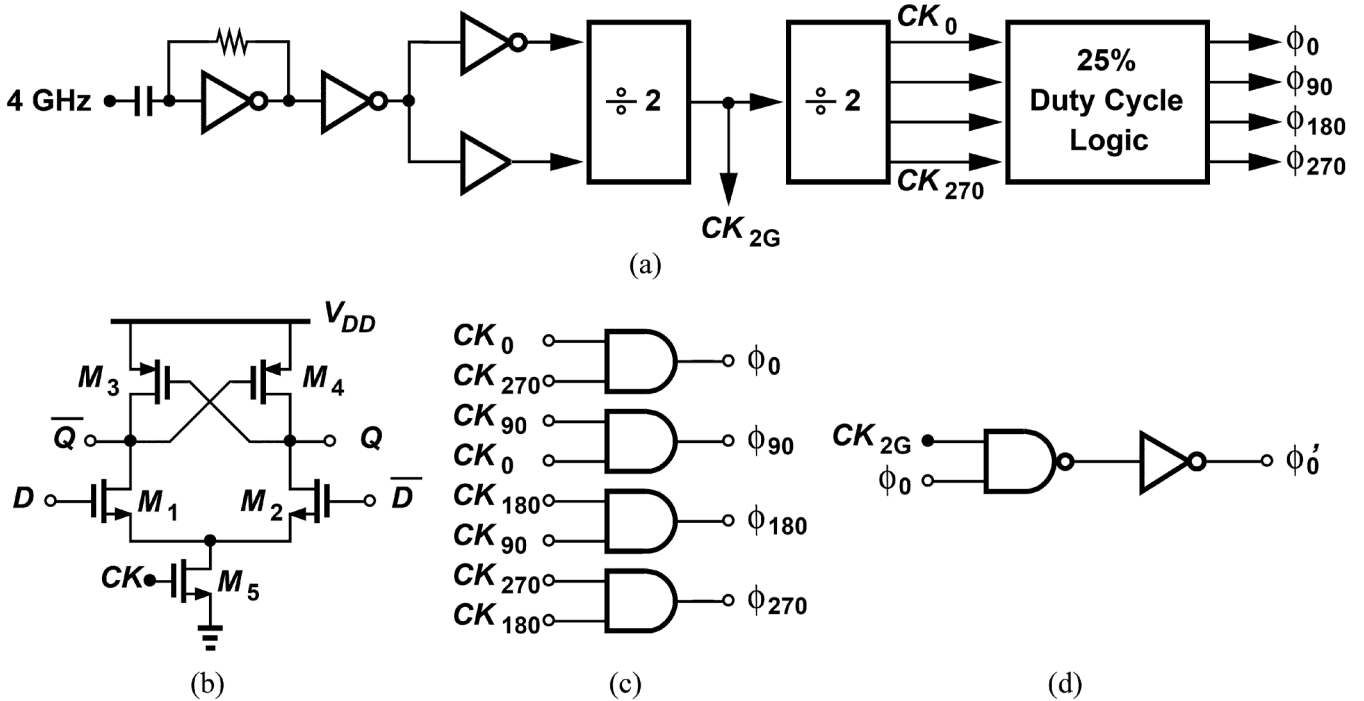 4 GHz
÷ 2
CK2G
÷ 2
CK0
CK270
25%
Duty Cycle
Logic
ϕ0
ϕ90
ϕ180
ϕ270
(a)
VDD
M3
M4
Q̅
Q
D
M1
M2
D̅
CK
M5
(b)
CK0
CK270
ϕ0
CK90
CK0
ϕ90
CK180
CK90
ϕ180
CK270
CK180
ϕ270
(c)
CK2G
ϕ0
ϕ0'
(d)